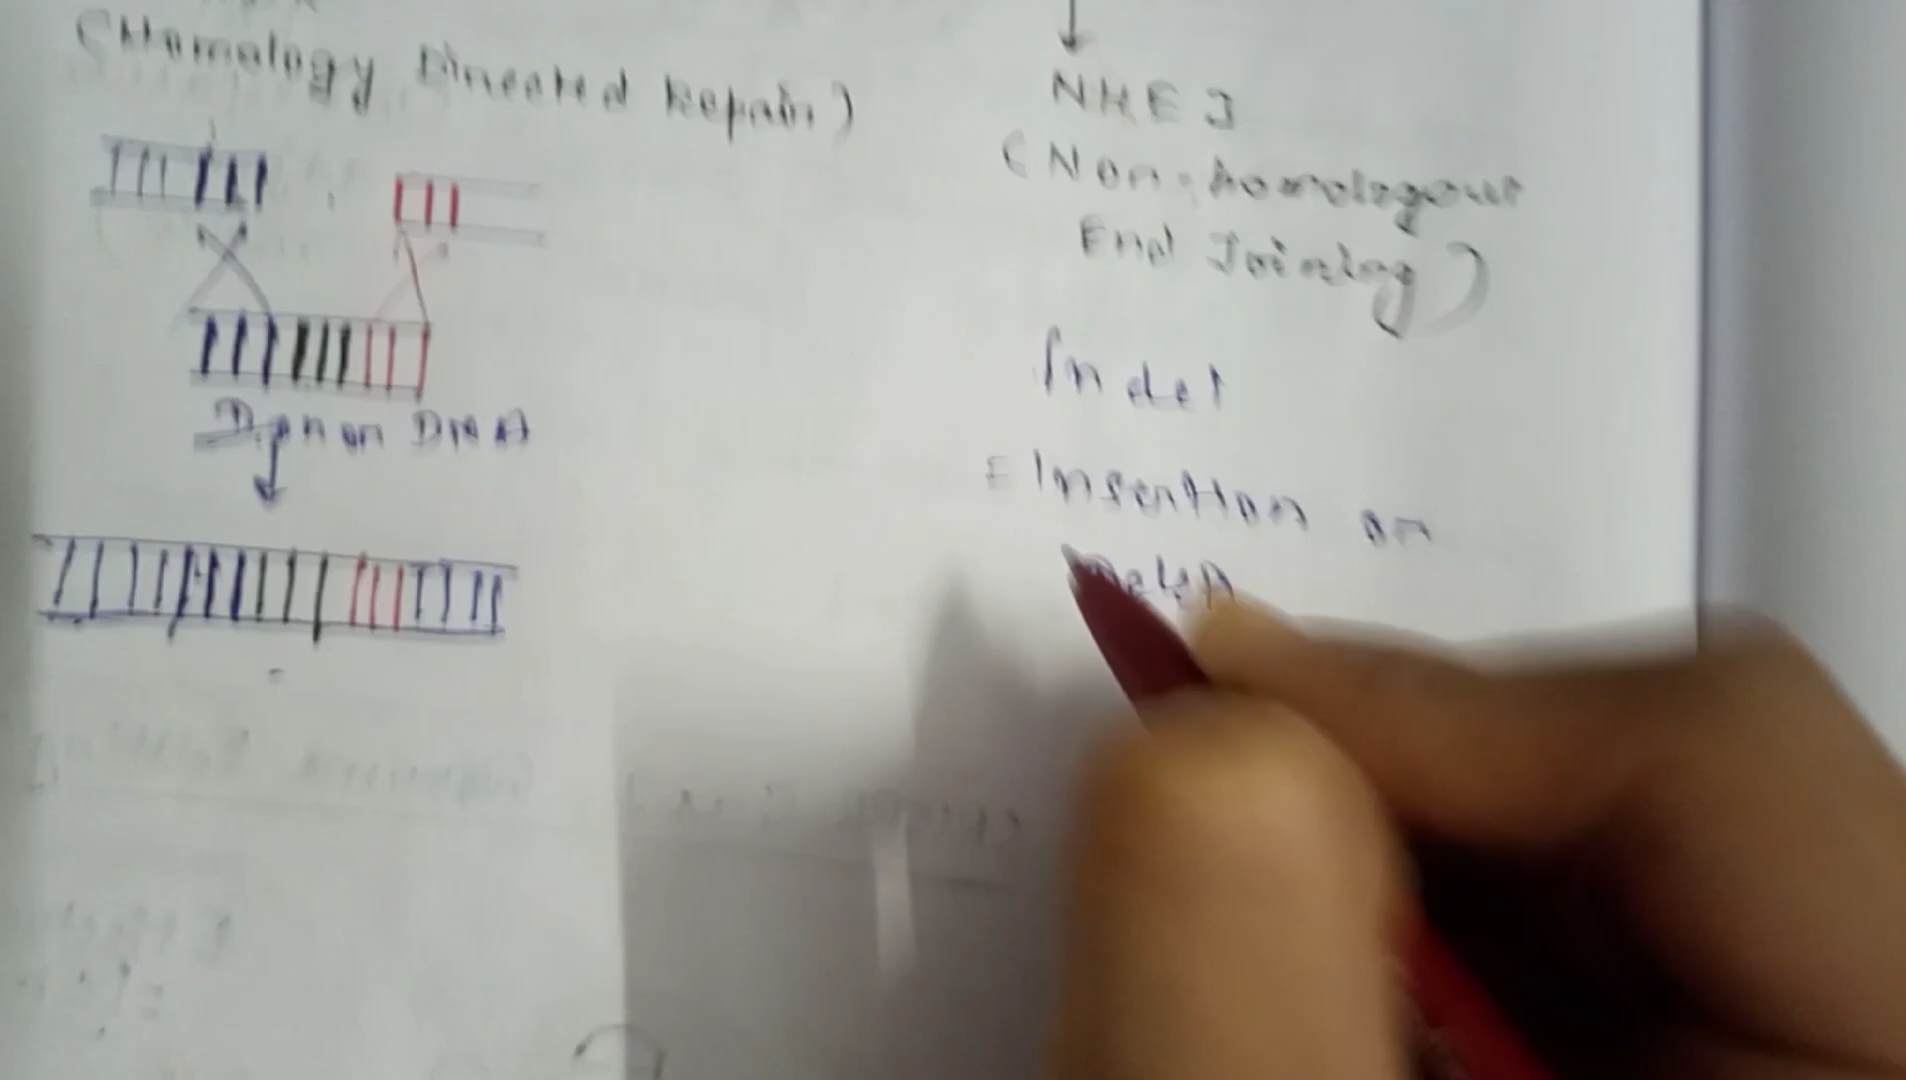 (Homology Directed Repair)
Donor DNA
NHEJ
(Non-homologous
End Joining)
Indel
= Insertion or